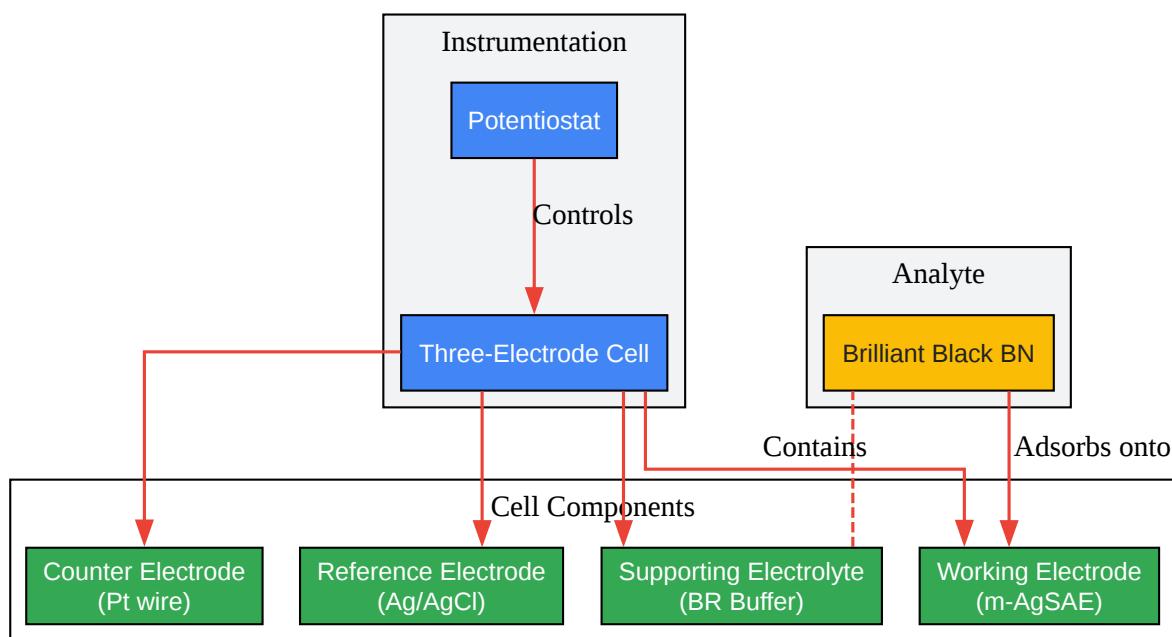 Instrumentation
Potentiostat
Controls
Analyte
Three-Electrode Cell
Brilliant Black BN
Contains
Adsorbs onto
Cell Components
Counter Electrode
(Pt wire)
Reference Electrode
(Ag/AgCl)
Supporting Electrolyte
(BR Buffer)
Working Electrode
(m-AgSAE)